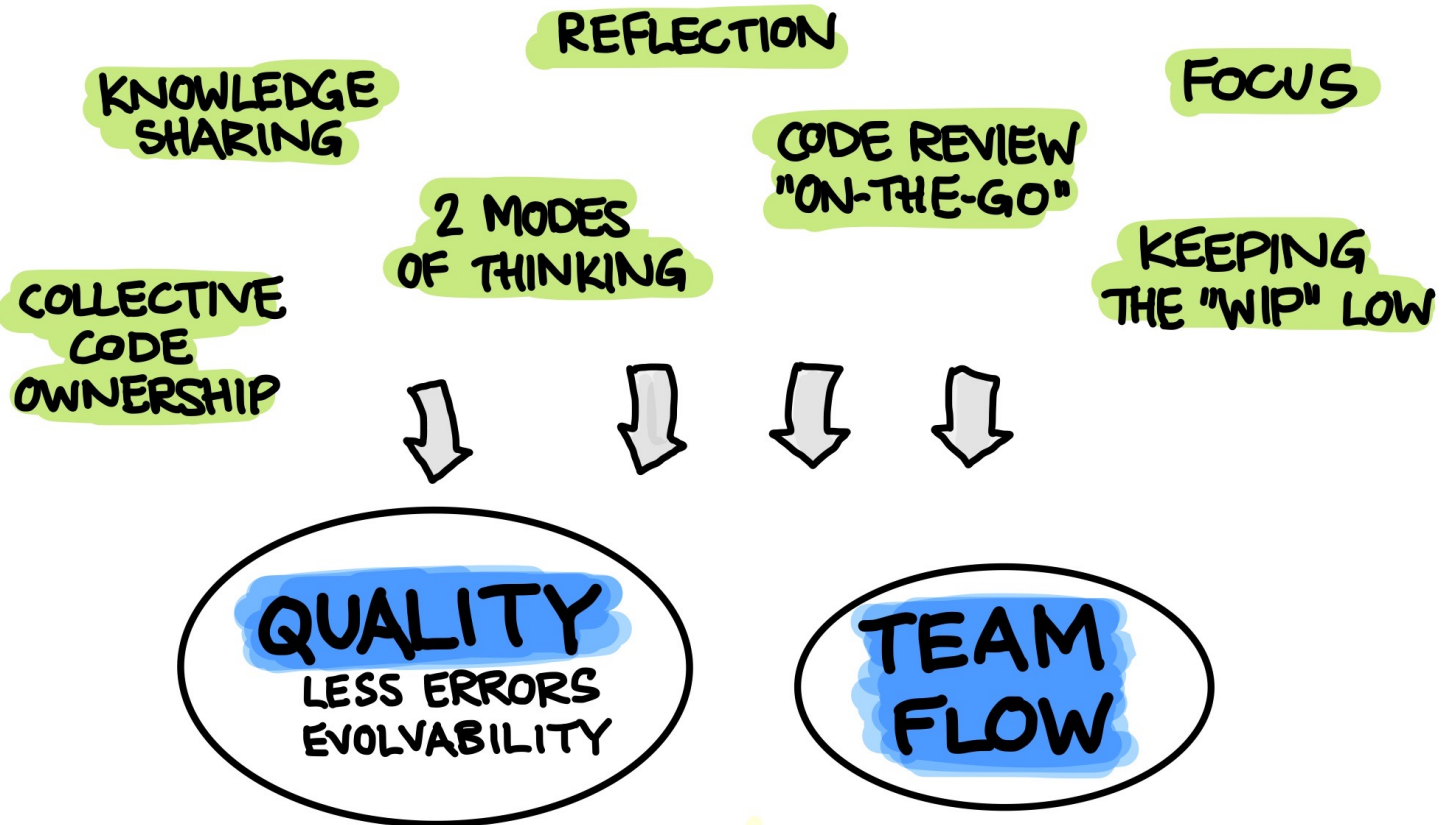 REFLECTION
KNOWLEDGE
SHARING
FOCUS
CODE REVIEW
"ON-THE-GO"
2 MODES
OF THINKING
KEEPING
THE "WIP" LOW
COLLECTIVE
CODE
OWNERSHIP
QUALITY
LESS ERRORS
EVOLVABILITY
TEAM
FLOW